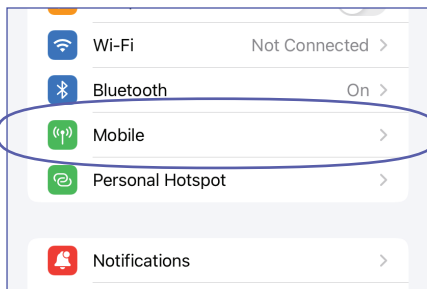 Wi-Fi Not Connected
Bluetooth On
Mobile
Personal Hotspot
Notifications